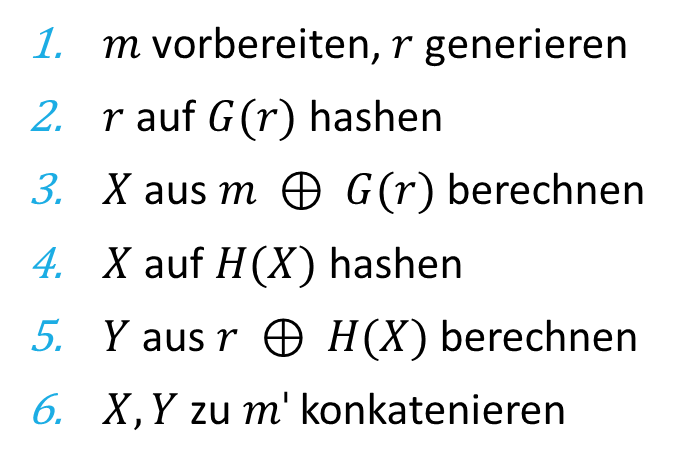 1. m vorbereiten, r generieren
2. r auf G(r) hashen
3. X aus m ⊕ G(r) berechnen
4. X auf H(X) hashen
5. Y aus r ⊕ H(X) berechnen
6. X, Y zu m' konkatenieren